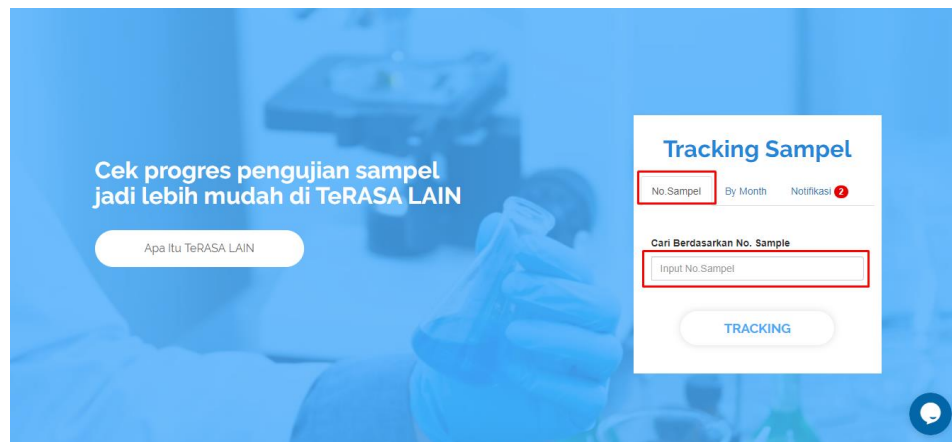 Cek progres pengujian sampel
jadi lebih mudah di TeRASA LAIN
Apa Itu TeRASA LAIN
Tracking Sampel
No.Sampel By Month Notifikasi 2
Cari Berdasarkan No. Sample
Input No.Sampel
TRACKING